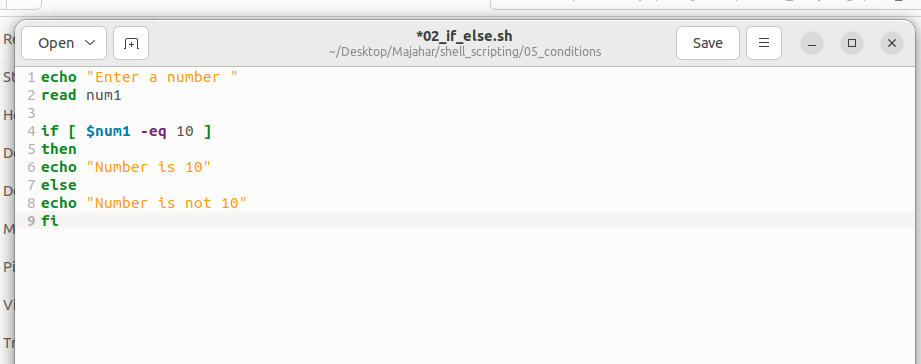 Re
Open
*02_if_else.sh
~/Desktop/Majahar/shell_scripting/05_conditions
Save
St
He
De
M
Pi
Vi
Tr
1 echo "Enter a number "
2 read num1
3
4 if [ $num1 -eq 10 ]
5 then
6 echo "Number is 10"
7 else
8 echo "Number is not 10"
9 fi